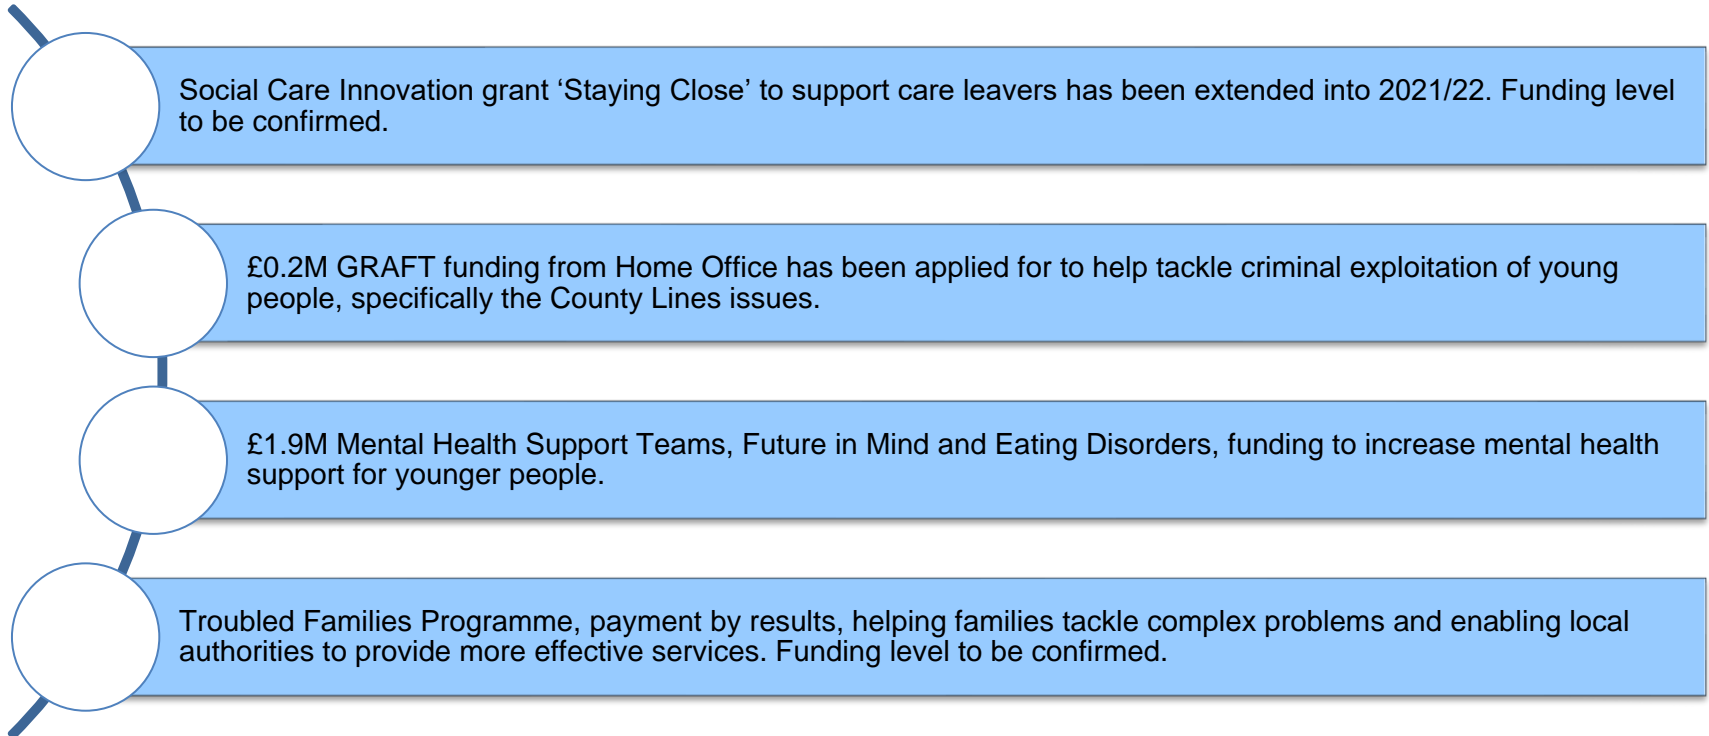 Social Care Innovation grant ‘Staying Close’ to support care leavers has been extended into 2021/22. Funding level
to be confirmed.
£0.2M GRAFT funding from Home Office has been applied for to help tackle criminal exploitation of young
people, specifically the County Lines issues.
£1.9M Mental Health Support Teams, Future in Mind and Eating Disorders, funding to increase mental health
support for younger people.
Troubled Families Programme, payment by results, helping families tackle complex problems and enabling local
authorities to provide more effective services. Funding level to be confirmed.